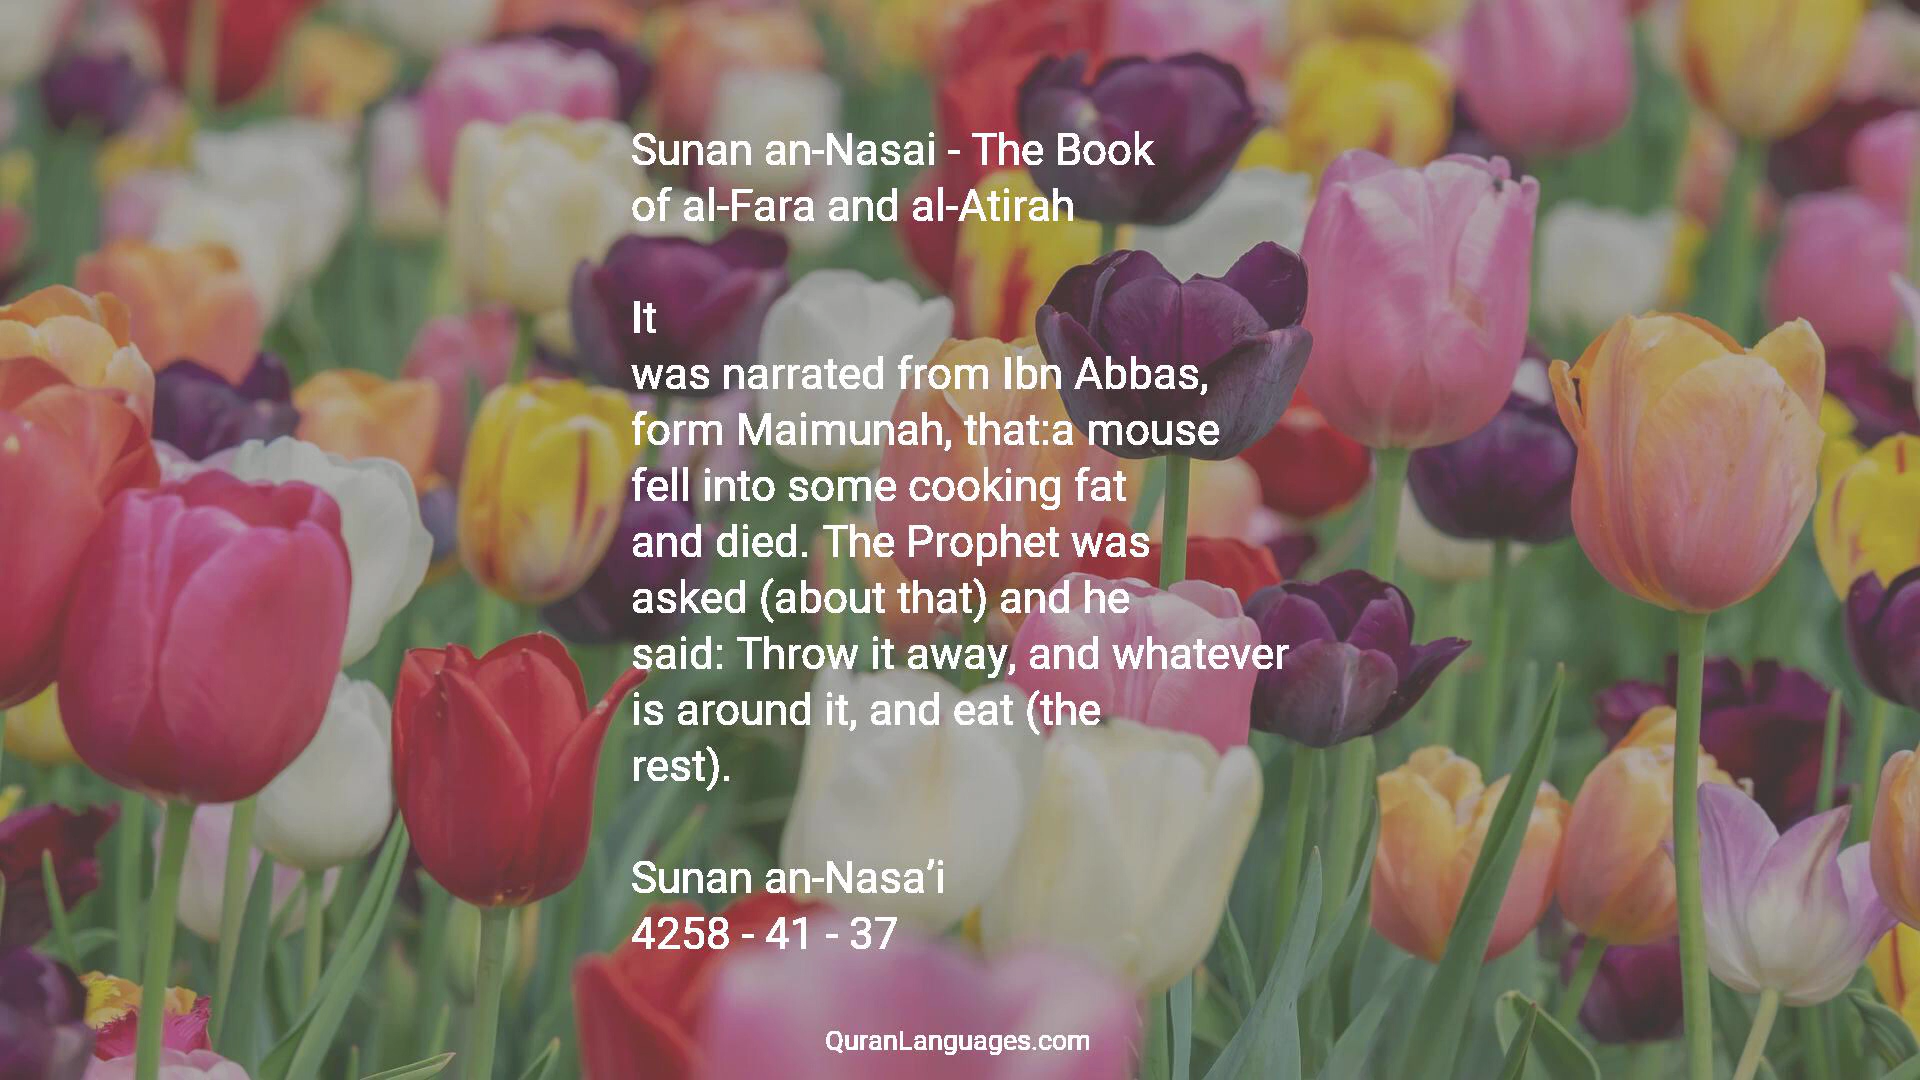 Sunan an-Nasai - The Book
of al-Fara and al-Atirah
It
was narrated from Ibn Abbas,
form Maimunah, that:a mouse
fell into some cooking fat
and died. The Prophet was
asked (about that) and he
said: Throw it away, and whatever
is around it, and eat (the
rest).
Sunan an-Nasa’i
4258 - 41 - 37
QuranLanguages.com